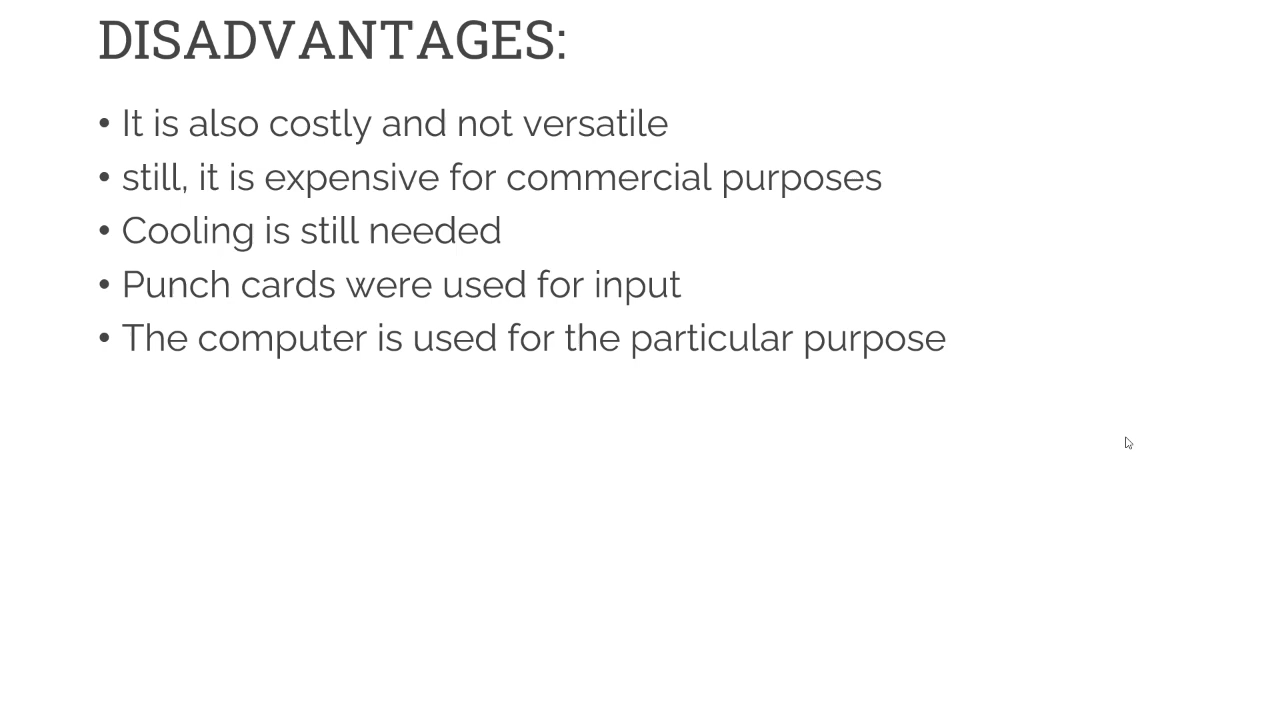 DISADVANTAGES:
• It is also costly and not versatile
• still, it is expensive for commercial purposes
• Cooling is still needed
• Punch cards were used for input
• The computer is used for the particular purpose